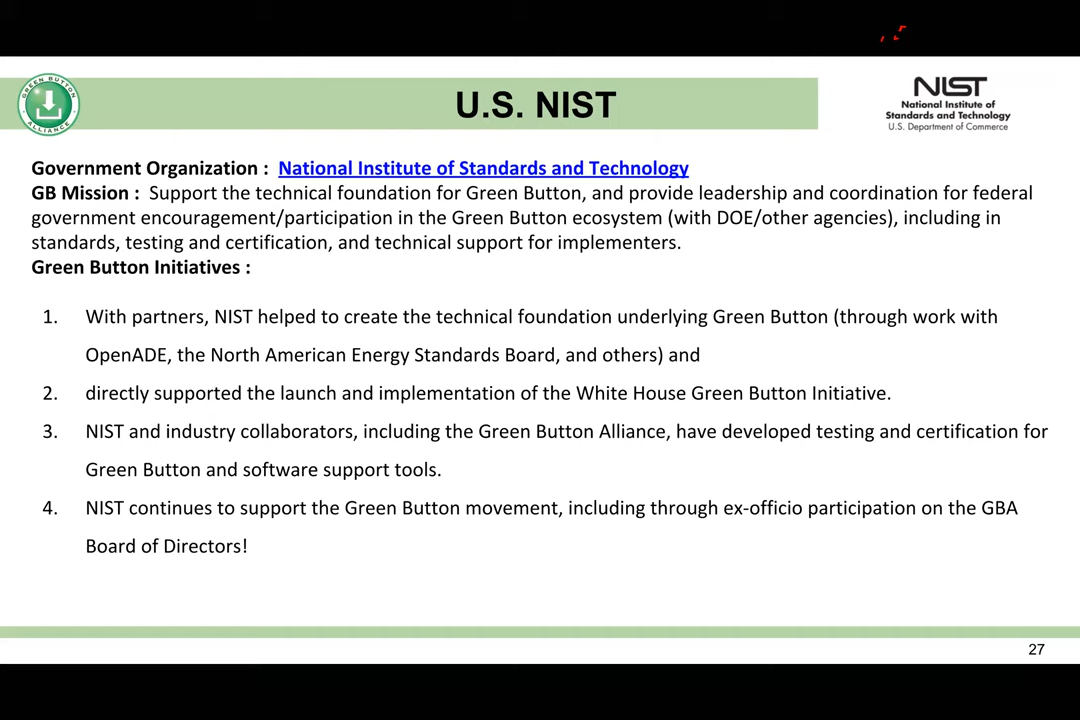 GREEN BUTTON
ALLIANCE
U.S. NIST
NIST
National Institute of
Standards and Technology
U.S. Department of Commerce
Government Organization : National Institute of Standards and Technology
GB Mission : Support the technical foundation for Green Button, and provide leadership and coordination for federal
government encouragement/participation in the Green Button ecosystem (with DOE/other agencies), including in
standards, testing and certification, and technical support for implementers.
Green Button Initiatives :
1. With partners, NIST helped to create the technical foundation underlying Green Button (through work with
OpenADE, the North American Energy Standards Board, and others) and
2. directly supported the launch and implementation of the White House Green Button Initiative.
3. NIST and industry collaborators, including the Green Button Alliance, have developed testing and certification for
Green Button and software support tools.
4. NIST continues to support the Green Button movement, including through ex-officio participation on the GBA
Board of Directors!
27